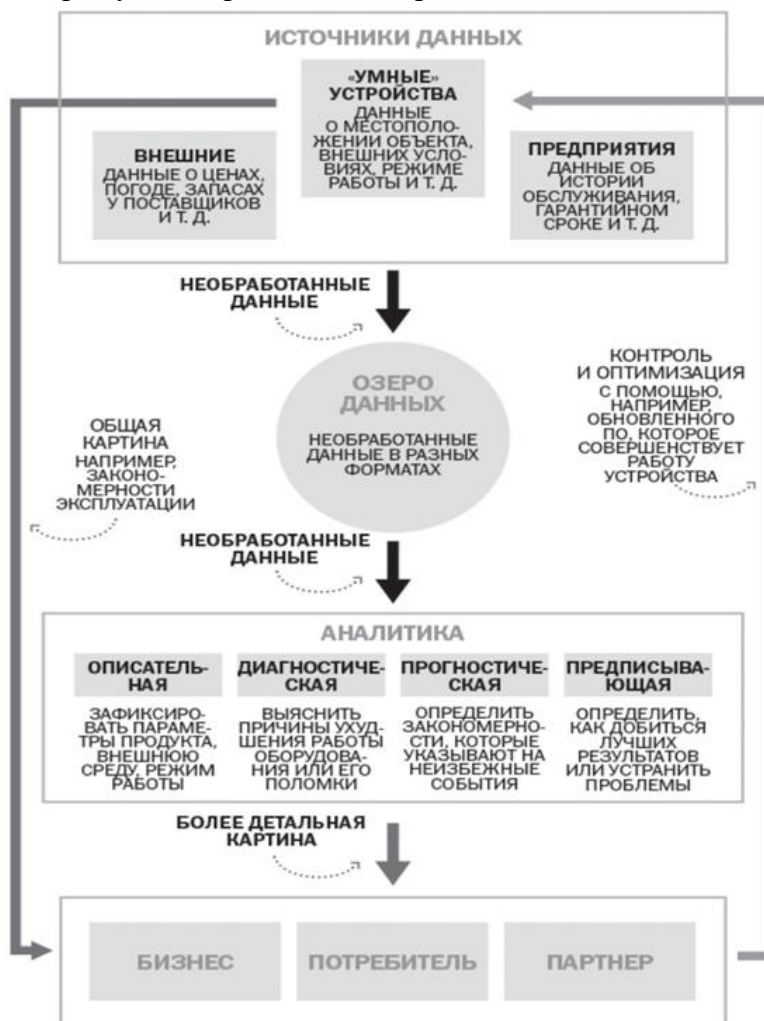 ИСТОЧНИКИ ДАННЫХ
«УМНЫЕ»
УСТРОЙСТВА
ДАННЫЕ
О МЕСТОПОЛО-
ЖЕНИИ ОБЪЕКТА,
ВНЕШНИХ УСЛО-
ВИЯХ, РЕЖИМЕ
РАБОТЫ И Т. Д.
ВНЕШНИЕ
ДАННЫЕ О ЦЕНАХ,
ПОГОДЕ, ЗАПАСАХ
У ПОСТАВЩИКОВ
И Т. Д.
ПРЕДПРИЯТИЯ
ДАННЫЕ ОБ
ИСТОРИИ
ОБСЛУЖИВАНИЯ,
ГАРАНТИЙНОМ
СРОКЕ И Т. Д.
НЕОБРАБОТАННЫЕ
ДАННЫЕ
ОЗЕРО
ДАННЫХ
НЕОБРАБОТАННЫЕ
ДАННЫЕ В РАЗНЫХ
ФОРМАТАХ
КОНТРОЛЬ
И ОПТИМИЗАЦИЯ
С ПОМОЩЬЮ,
НАПРИМЕР,
ОБНОВЛЕННОГО
ПО, КОТОРОЕ
СОВЕРШЕНСТВУЕТ
РАБОТУ
УСТРОЙСТВА
ОБЩАЯ
КАРТИНА
НАПРИМЕР,
ЗАКОНО-
МЕРНОСТИ
ЭКСПЛУАТАЦИИ
НЕОБРАБОТАННЫЕ
ДАННЫЕ
АНАЛИТИКА
ОПИСАТЕЛЬ-
НАЯ
ЗАФИКСИРО-
ВАТЬ ПАРАМЕ-
ТРЫ ПРОДУКТА,
ВНЕШНЮЮ
СРЕДУ, РЕЖИМ
РАБОТЫ
ДИАГНОСТИЧЕ-
СКАЯ
ВЫЯСНИТЬ
ПРИЧИНЫ УХУД-
ШЕНИЯ РАБОТЫ
ОБОРУДОВА-
НИЯ ИЛИ ЕГО
ПОЛОМКИ
ПРОГНОСТИЧЕ-
СКАЯ
ОПРЕДЕЛИТЬ
ЗАКОНОМЕРНО-
СТИ, КОТОРЫЕ
УКАЗЫВАЮТ НА
НЕИЗБЕЖНЫЕ
СОБЫТИЯ
ПРЕДПИСЫВА-
ЮЩАЯ
ОПРЕДЕЛИТЬ,
КАК ДОБИТЬСЯ
ЛУЧШИХ
РЕЗУЛЬТАТОВ
ИЛИ УСТРАНИТЬ
ПРОБЛЕМЫ
БОЛЕЕ ДЕТАЛЬНАЯ
КАРТИНА
БИЗНЕС
ПОТРЕБИТЕЛЬ
ПАРТНЕР